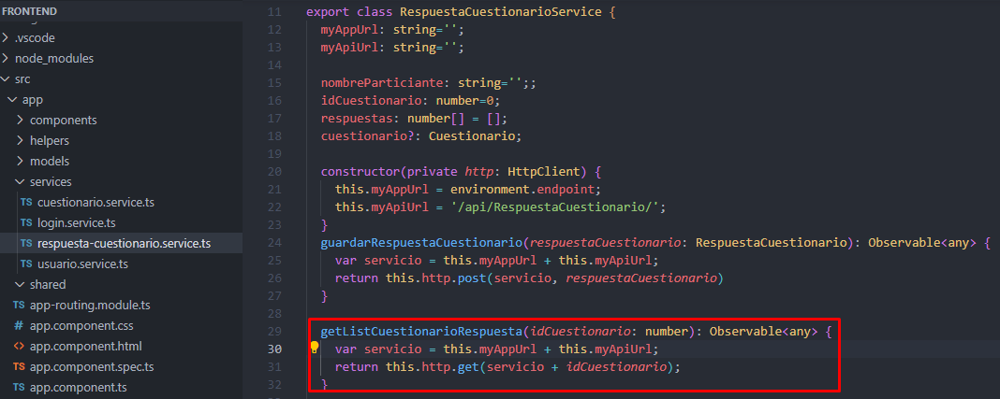 FRONTEND
.vscode
node_modules
src
app
components
helpers
models
services
TS cuestionario.service.ts
TS login.service.ts
TS respuesta-cuestionario.service.ts
TS usuario.service.ts
shared
TS app-routing.module.ts
# app.component.css
<> app.component.html
TS app.component.spec.ts
TS app.component.ts
11 export class RespuestaCuestionarioService {
12 myAppUrl: string='';
13 myApiUrl: string='';
14
15 nombreParticiante: string='';;
16 idCuestionario: number=0;
17 respuestas: number[] = [];
18 cuestionario?: Cuestionario;
19
20 constructor(private http: HttpClient) {
21 this.myAppUrl = environment.endpoint;
22 this.myApiUrl = '/api/RespuestaCuestionario/';
23 }
24 guardarRespuestaCuestionario(respuestaCuestionario: RespuestaCuestionario): Observable<any> {
25 var servicio = this.myAppUrl + this.myApiUrl;
26 return this.http.post(servicio, respuestaCuestionario)
27 }
28
29 getListCuestionarioRespuesta(idCuestionario: number): Observable<any> {
30 var servicio = this.myAppUrl + this.myApiUrl;
31 return this.http.get(servicio + idCuestionario);
32 }